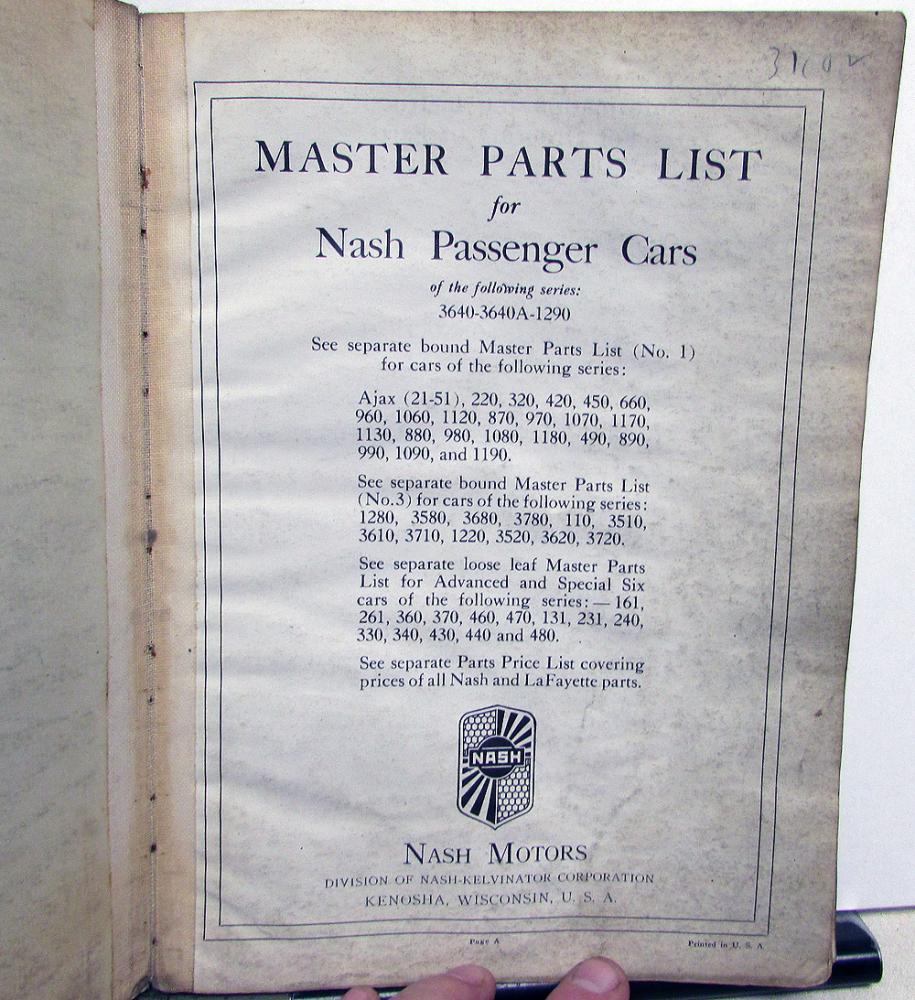 MASTER PARTS LIST
for
Nash Passenger Cars
of the following series:
3640-3640A-1290
See separate bound Master Parts List (No. 1)
for cars of the following series:
Ajax (21-51), 220, 320, 420, 450, 660,
960, 1060, 1120, 870, 970, 1070, 1170,
1130, 880, 980, 1080, 1180, 490, 890,
990, 1090, and 1190.
See separate bound Master Parts List
(No.3) for cars of the following series:
1280, 3580, 3680, 3780, 110, 3510,
3610, 3710, 1220, 3520, 3620, 3720.
See separate loose leaf Master Parts
List for Advanced and Special Six
cars of the following series: — 161,
261, 360, 370, 460, 470, 131, 231, 240,
330, 340, 430, 440 and 480.
See separate Parts Price List covering
prices of all Nash and LaFayette parts.
NASH
NASH MOTORS
DIVISION OF NASH-KELVINATOR CORPORATION
KENOSHA, WISCONSIN, U. S. A.
Page A
Printed in U. S. A.